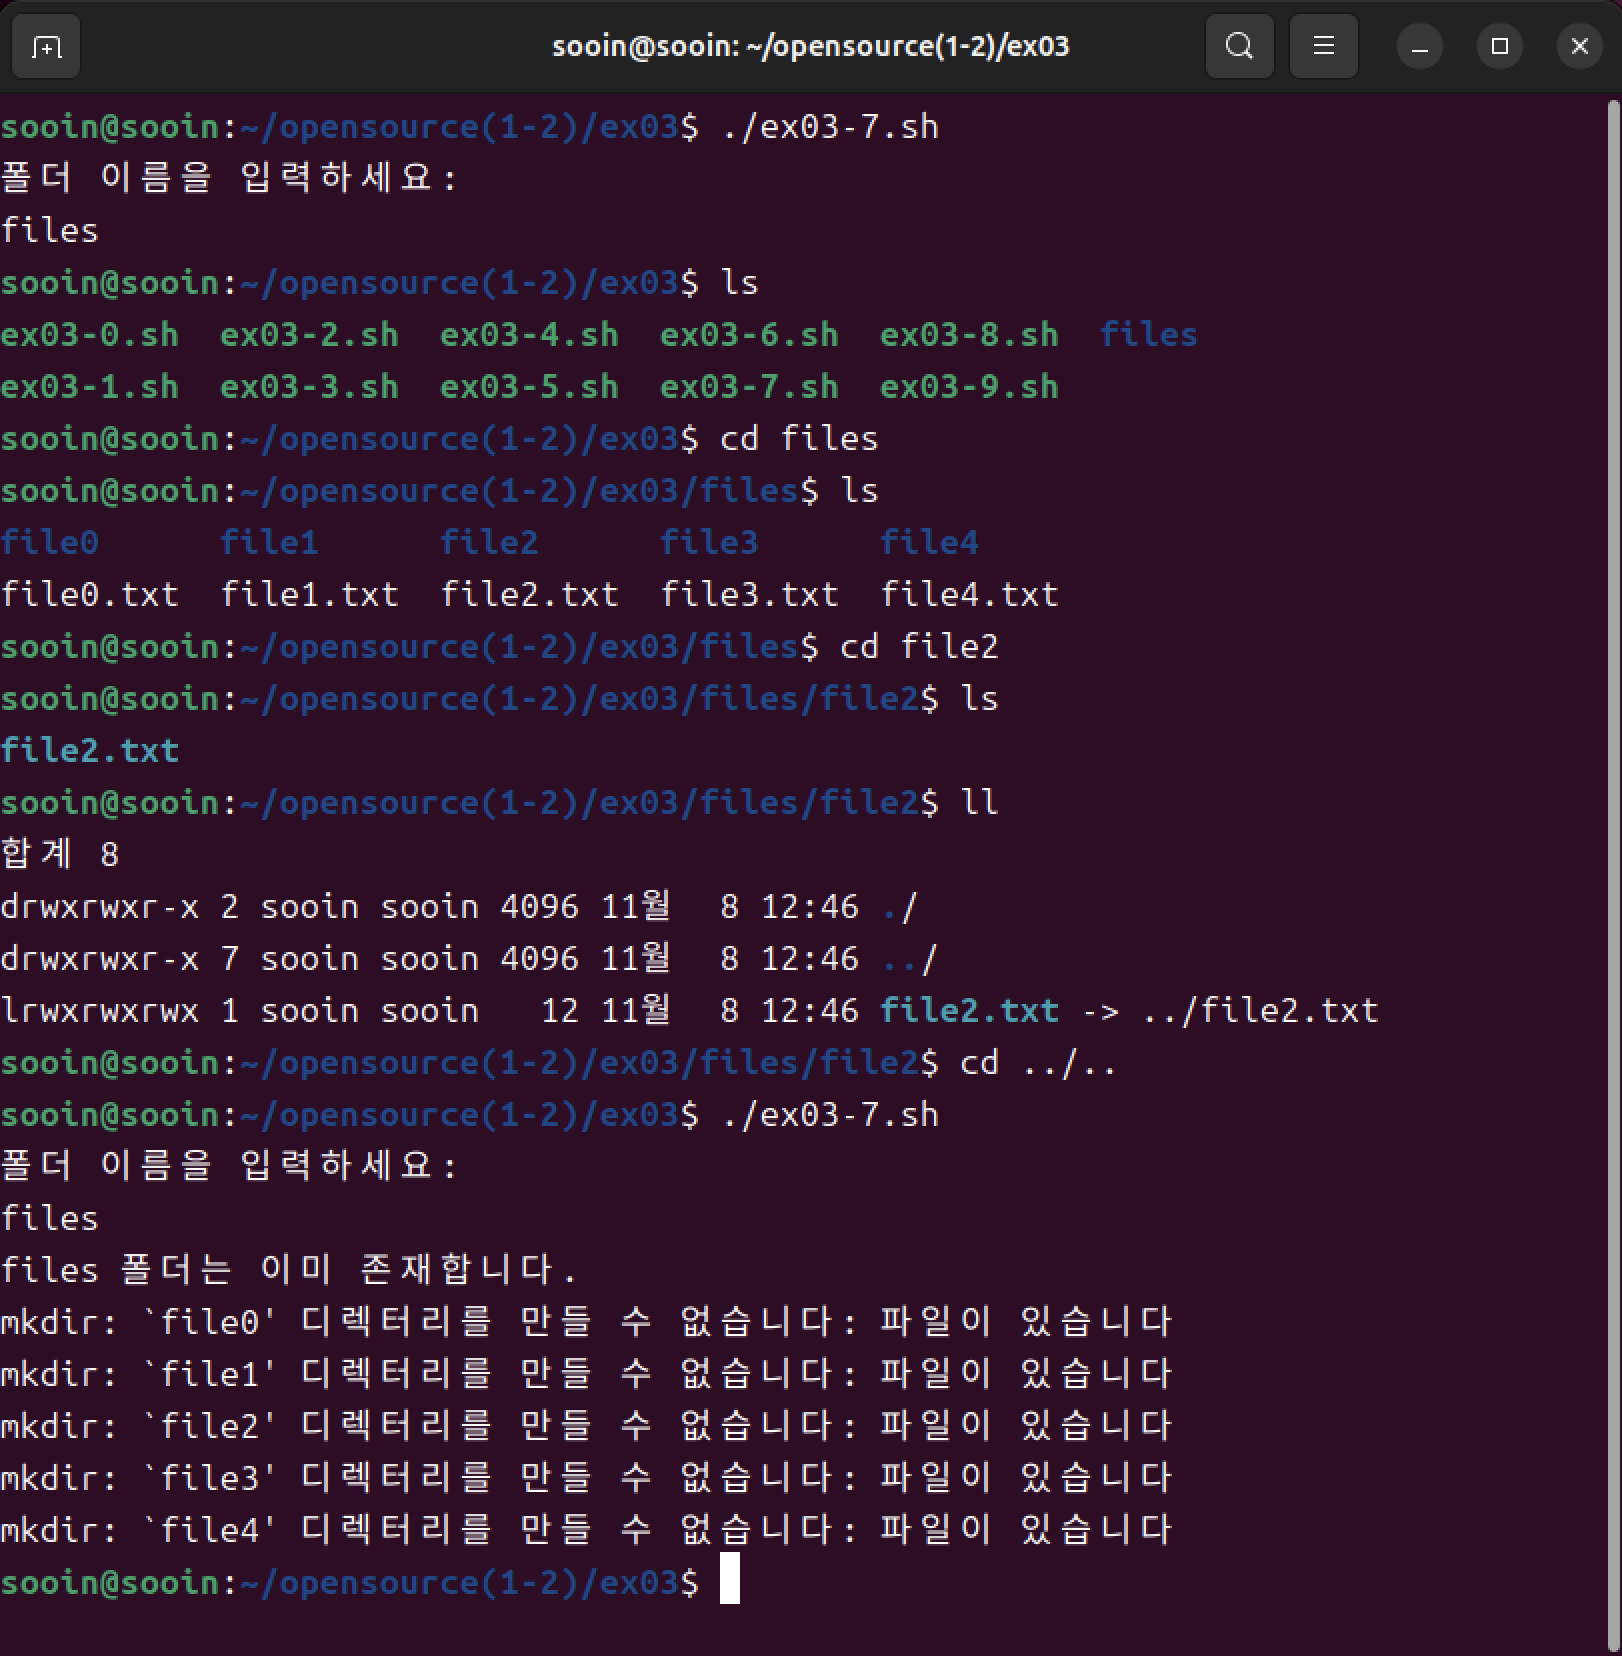 sooin@sooin: ~/opensource(1-2)/ex03
sooin@sooin:~/opensource(1-2)/ex03$ ./ex03-7.sh
폴더 이름을 입력하세요:
files
sooin@sooin:~/opensource(1-2)/ex03$ ls
ex03-0.sh  ex03-2.sh  ex03-4.sh  ex03-6.sh  ex03-8.sh  files
ex03-1.sh  ex03-3.sh  ex03-5.sh  ex03-7.sh  ex03-9.sh
sooin@sooin:~/opensource(1-2)/ex03$ cd files
sooin@sooin:~/opensource(1-2)/ex03/files$ ls
file0      file1      file2      file3      file4
file0.txt  file1.txt  file2.txt  file3.txt  file4.txt
sooin@sooin:~/opensource(1-2)/ex03/files$ cd file2
sooin@sooin:~/opensource(1-2)/ex03/files/file2$ ls
file2.txt
sooin@sooin:~/opensource(1-2)/ex03/files/file2$ ll
합계 8
drwxrwxr-x 2 sooin sooin 4096 11월  8 12:46 ./
drwxrwxr-x 7 sooin sooin 4096 11월  8 12:46 ../
lrwxrwxrwx 1 sooin sooin   12 11월  8 12:46 file2.txt -> ../file2.txt
sooin@sooin:~/opensource(1-2)/ex03/files/file2$ cd ../..
sooin@sooin:~/opensource(1-2)/ex03$ ./ex03-7.sh
폴더 이름을 입력하세요:
files
files 폴더는 이미 존재합니다.
mkdir: `file0' 디렉터리를 만들 수 없습니다: 파일이 있습니다
mkdir: `file1' 디렉터리를 만들 수 없습니다: 파일이 있습니다
mkdir: `file2' 디렉터리를 만들 수 없습니다: 파일이 있습니다
mkdir: `file3' 디렉터리를 만들 수 없습니다: 파일이 있습니다
mkdir: `file4' 디렉터리를 만들 수 없습니다: 파일이 있습니다
sooin@sooin:~/opensource(1-2)/ex03$